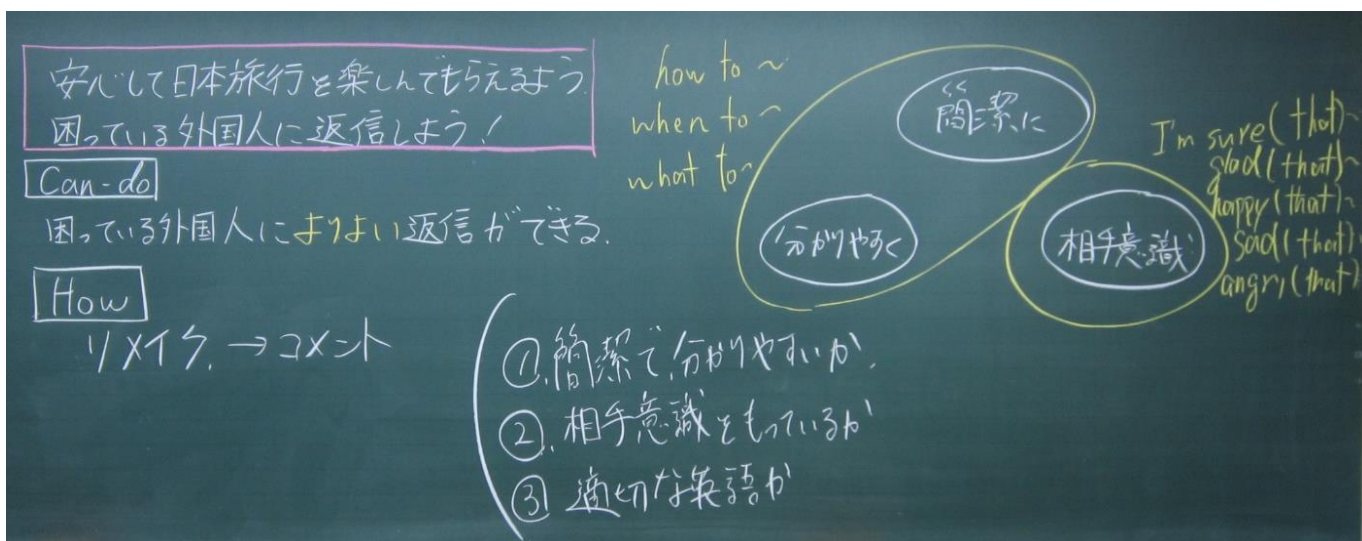 安心して日本旅行を楽しんでもらえるよう
困っている外国人に返信しよう！
Can-do
困っている外国人によりよい返信ができる.
How
リメイク. → コメント
①.簡潔で,分かりやすいか.
②.相手意識をもっているか
③ 適切な英語か
how to ~
when to ~
what to~
簡潔に
分かりやすく
相手意識
I'm sure (that)~
glad (that)~
happy (that)~
sad (that)
angry (that)